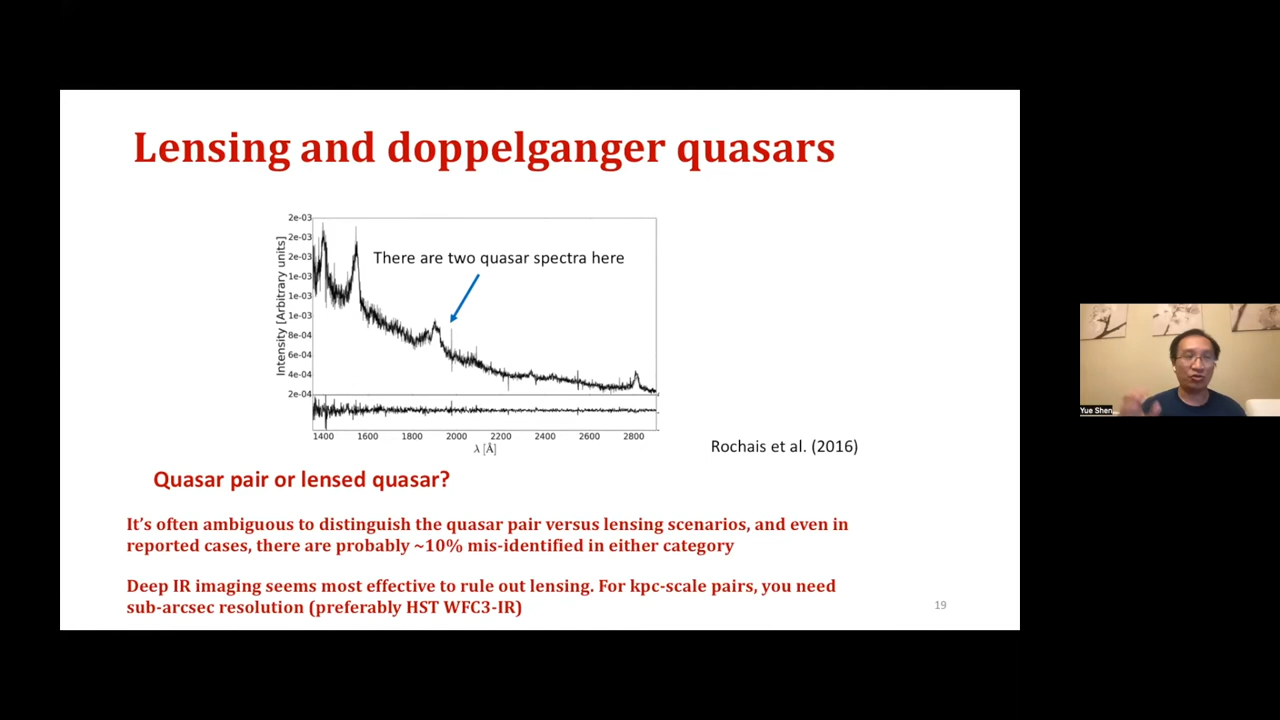 Lensing and doppelganger quasars
2e-03
2e-03
2e-03
1e-03
1e-03
1e-03
8e-04
6e-04
4e-04
2e-04
Intensity [Arbitrary units]
There are two quasar spectra here
1400 1600 1800 2000 2200 2400 2600 2800
λ [Å]
Rochais et al. (2016)
Quasar pair or lensed quasar?
It's often ambiguous to distinguish the quasar pair versus lensing scenarios, and even in
reported cases, there are probably ~10% mis-identified in either category
Deep IR imaging seems most effective to rule out lensing. For kpc-scale pairs, you need
sub-arcsec resolution (preferably HST WFC3-IR)
19
Yue Shen